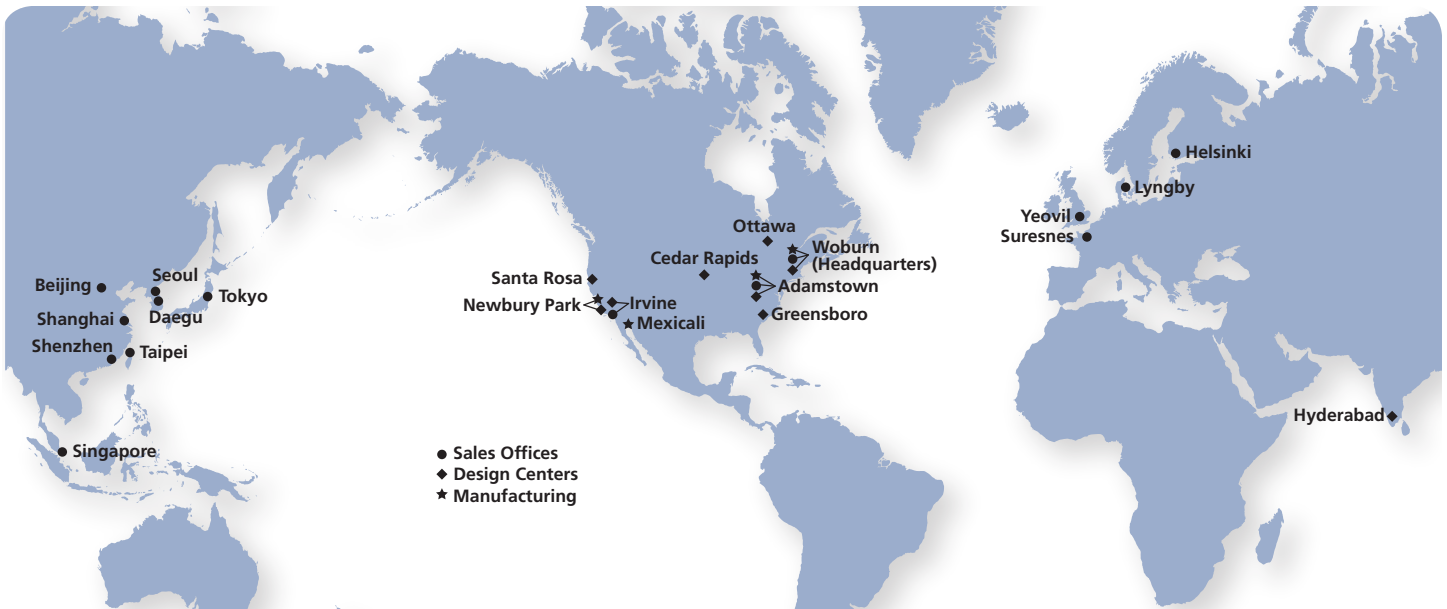 Helsinki
Lyngby
Yeovil
Suresnes
Ottawa
Woburn
(Headquarters)
Cedar Rapids
Adamstown
Santa Rosa
Newbury Park
Irvine
Mexicali
Greensboro
Seoul
Beijing
Tokyo
Daegu
Shanghai
Shenzhen
Taipei
Hyderabad
Singapore
Sales Offices
Design Centers
Manufacturing